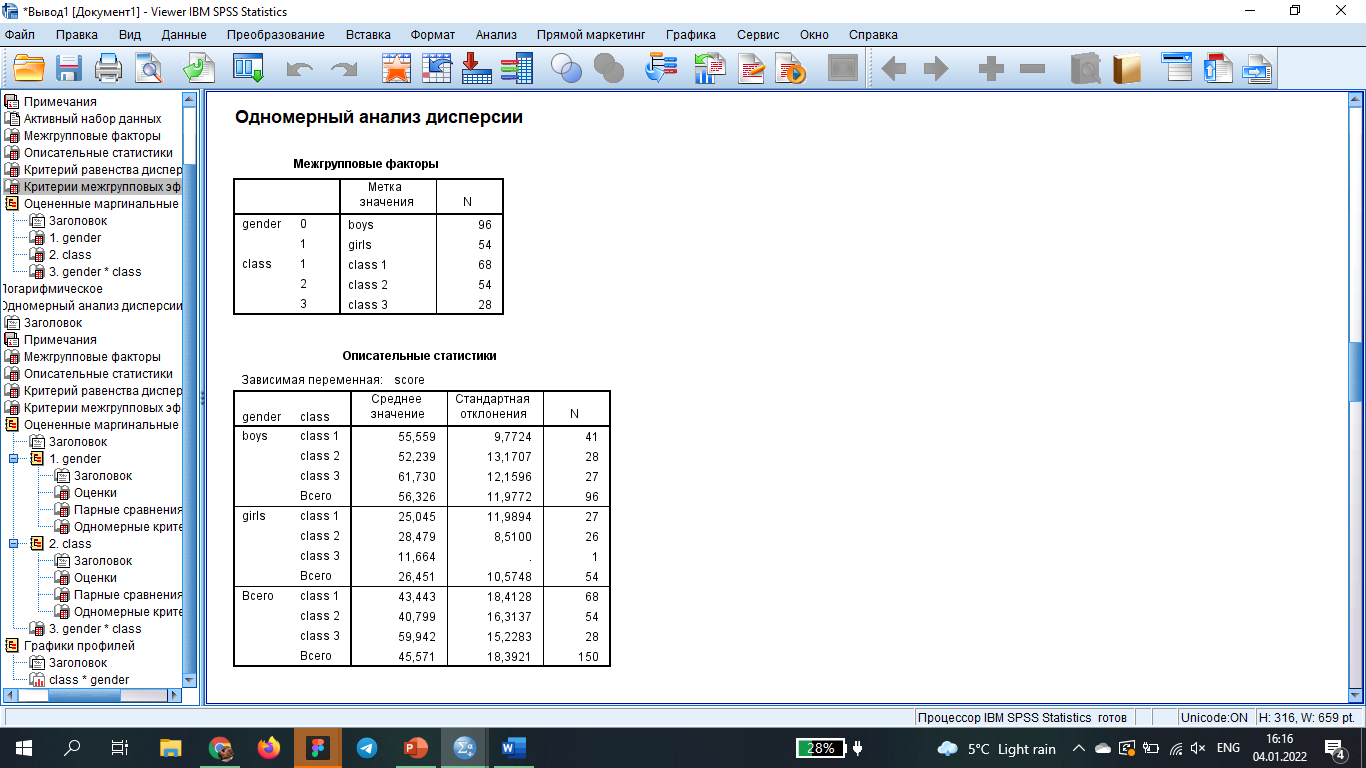 *Вывод1 [Документ1] - Viewer IBM SPSS Statistics
Файл Правка Вид Данные Преобразование Вставка Формат Анализ Прямой маркетинг Графика Сервис Окно Справка
Примечания
Активный набор данных
Межгрупповые факторы
Описательные статистики
Критерий равенства диспер
Критерии межгрупповых эф
Оцененные маргинальные
Заголовок
1. gender
2. class
3. gender * class
Логарифмическое
Одномерный анализ дисперсии
Заголовок
Примечания
Межгрупповые факторы
Описательные статистики
Критерий равенства диспер
Критерии межгрупповых эф
Оцененные маргинальные
Заголовок
1. gender
Заголовок
Оценки
Парные сравнения
Одномерные крите
2. class
Заголовок
Оценки
Парные сравнения
Одномерные крите
3. gender * class
Графики профилей
Заголовок
class * gender
Одномерный анализ дисперсии
Межгрупповые факторы
Метка значения N
gender 0 boys 96
1 girls 54
class 1 class 1 68
2 class 2 54
3 class 3 28
Описательные статистики
Зависимая переменная: score
gender class Среднее значение Стандартная отклонения N
boys class 1 55,559 9,7724 41
class 2 52,239 13,1707 28
class 3 61,730 12,1596 27
Всего 56,326 11,9772 96
girls class 1 25,045 11,9894 27
class 2 28,479 8,5100 26
class 3 11,664 . 1
Всего 26,451 10,5748 54
Всего class 1 43,443 18,4128 68
class 2 40,799 16,3137 54
class 3 59,942 15,2283 28
Всего 45,571 18,3921 150
Процессор IBM SPSS Statistics готов Unicode:ON H: 316, W: 659 pt.
28% 5°C Light rain ENG 16:16
04.01.2022 4